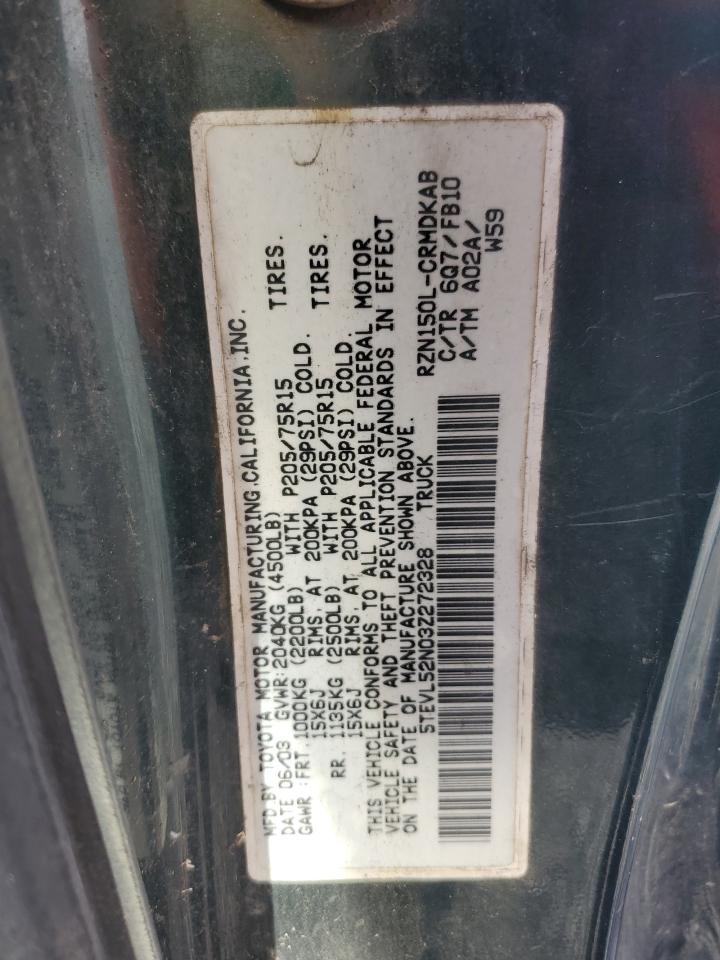 MFD.BY TOYOTA MOTOR MANUFACTURING,CALIFORNIA,INC.
DATE 06/03 GVWR:2040KG (4500LB)
GAWR :FRT.1000KG (2200LB) WITH P205/75R15 TIRES.
15X6J RIMS, AT 200KPA (29PSI) COLD.
RR. 1135KG (2500LB) WITH P205/75R15 TIRES.
15X6J RIMS, AT 200KPA (29PSI) COLD.
THIS VEHICLE CONFORMS TO ALL APPLICABLE FEDERAL MOTOR
VEHICLE SAFETY AND THEFT PREVENTION STANDARDS IN EFFECT
ON THE DATE OF MANUFACTURE SHOWN ABOVE.
5TEVL52N03Z272328 TRUCK
RZN150L-CRMDKAB
C/TR 6Q7/FB10
A/TM A02A/
W59